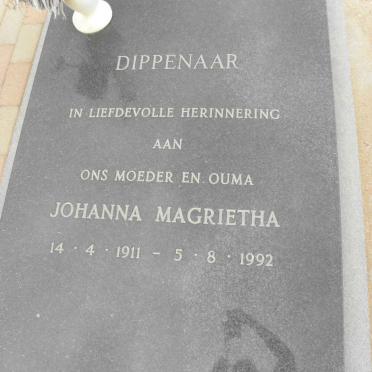 DIPPENAAR
IN LIEFDEVOLLE HERINNERING
AAN
ONS MOEDER EN OUMA
JOHANNA MAGRIETHA
14 · 4 · 1911 – 5 · 8 · 1992